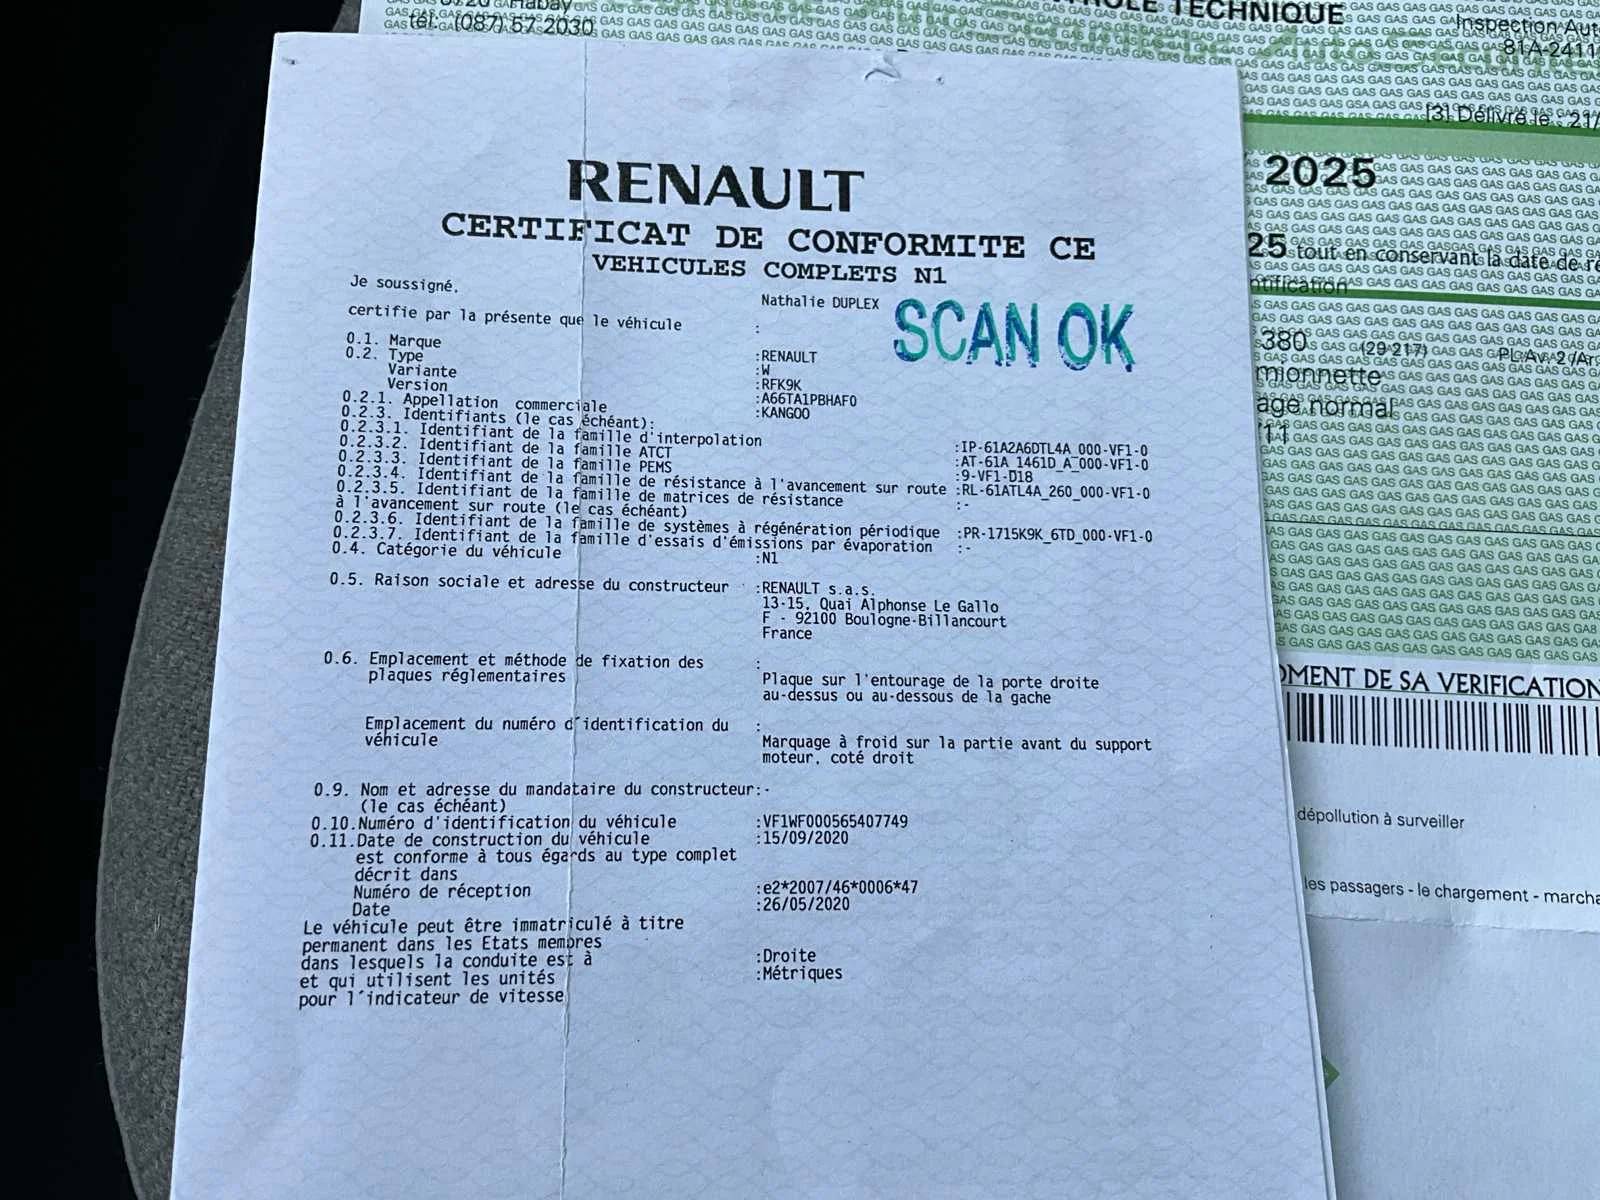 Habay
tél. (087) 57 2030
CONTROLE TECHNIQUE
Inspection Aut
81A-2411
[3] Délivré le . 21/
2025
25 tout en conservant la date de ré
ntification
380
(29-217)
PL.Av. 2 /Ar
mionnette
age normal
11
OMENT DE SA VERIFICATION
dépollution à surveiller
les passagers - le chargement - marcha
RENAULT
CERTIFICAT DE CONFORMITE CE
VEHICULES COMPLETS N1
Je soussigné,
Nathalie DUPLEX
SCAN OK
certifie par la présente que le véhicule :
0.1. Marque :RENAULT
0.2. Type :W
Variante :RFK9K
Version :A66TA1PBHAF0
0.2.1. Appellation commerciale :KANGOO
0.2.3. Identifiants (le cas échéant):
0.2.3.1. Identifiant de la famille d'interpolation :IP-61A2A6DTL4A_000-VF1-0
0.2.3.2. Identifiant de la famille ATCT :AT-61A_1461D_A_000-VF1-0
0.2.3.3. Identifiant de la famille PEMS :9-VF1-D18
0.2.3.4. Identifiant de la famille de résistance à l'avancement sur route :RL-61ATL4A_260_000-VF1-0
0.2.3.5. Identifiant de la famille de matrices de résistance :-
à l'avancement sur route (le cas échéant)
0.2.3.6. Identifiant de la famille de systèmes à régénération périodique :PR-1715K9K_6TD_000-VF1-0
0.2.3.7. Identifiant de la famille d'essais d'émissions par évaporation :-
0.4. Catégorie du véhicule :N1
0.5. Raison sociale et adresse du constructeur :RENAULT s.a.s.
13-15, Quai Alphonse Le Gallo
F - 92100 Boulogne-Billancourt
France
0.6. Emplacement et méthode de fixation des :
plaques réglementaires
Plaque sur l'entourage de la porte droite
au-dessus ou au-dessous de la gache
Emplacement du numéro d'identification du :
véhicule
Marquage à froid sur la partie avant du support
moteur, coté droit
0.9. Nom et adresse du mandataire du constructeur:-
(le cas échéant)
0.10.Numéro d'identification du véhicule :VF1WF000565407749
0.11.Date de construction du véhicule :15/09/2020
est conforme à tous égards au type complet
décrit dans
Numéro de réception :e2*2007/46*0006*47
Date :26/05/2020
Le véhicule peut être immatriculé à titre
permanent dans les Etats membres
dans lesquels la conduite est à :Droite
et qui utilisent les unités :Métriques
pour l'indicateur de vitesse